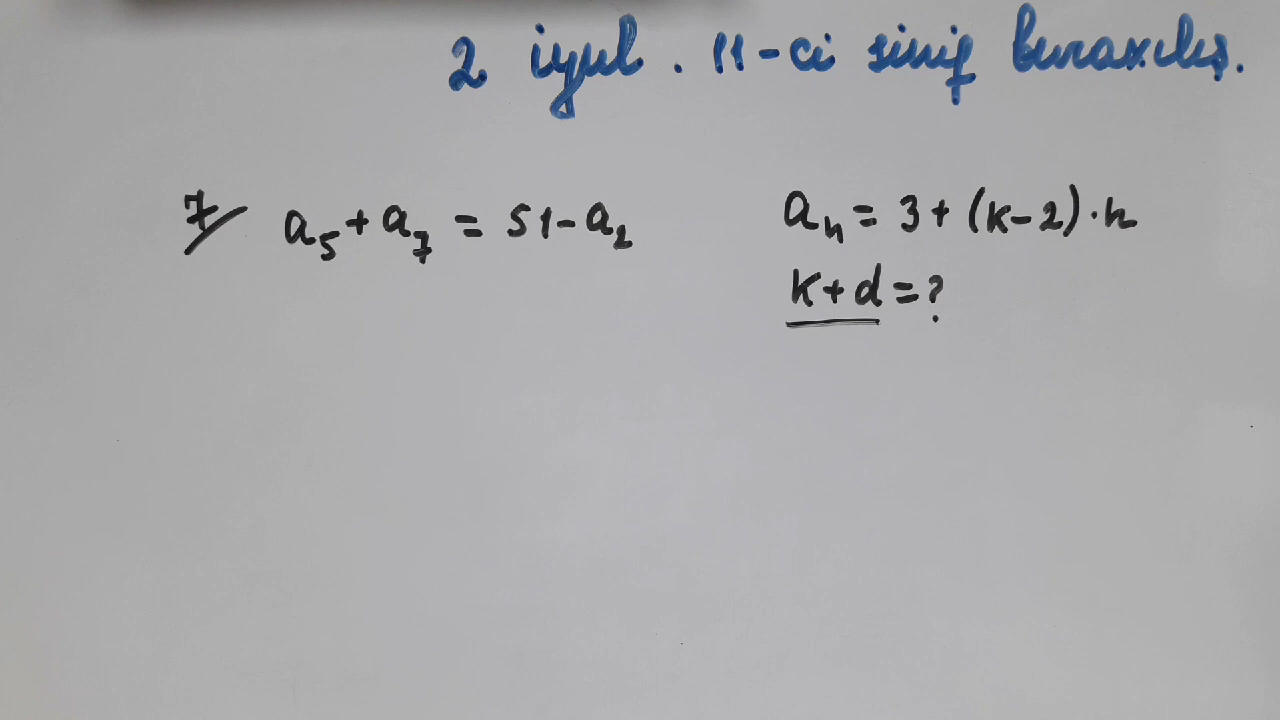 2 iyul. 11-ci sinif buraxılış.
7/ a₅ + a₇ = 51 - a₂
aₙ = 3 + (k-2)·n
k + d = ?